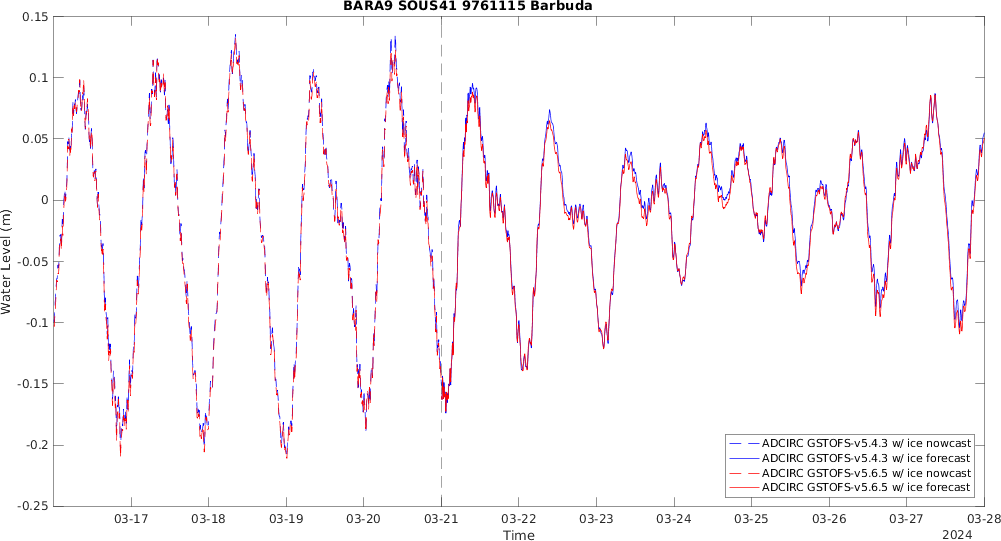 BARA9 SOUS41 9761115 Barbuda
0.15
0.1
0.05
0
-0.05
-0.1
-0.15
-0.2
-0.25
Water Level (m)
03-17 03-18 03-19 03-20 03-21 03-22 03-23 03-24 03-25 03-26 03-27 03-28
Time
2024
ADCIRC GSTOFS-v5.4.3 w/ ice nowcast
ADCIRC GSTOFS-v5.4.3 w/ ice forecast
ADCIRC GSTOFS-v5.6.5 w/ ice nowcast
ADCIRC GSTOFS-v5.6.5 w/ ice forecast